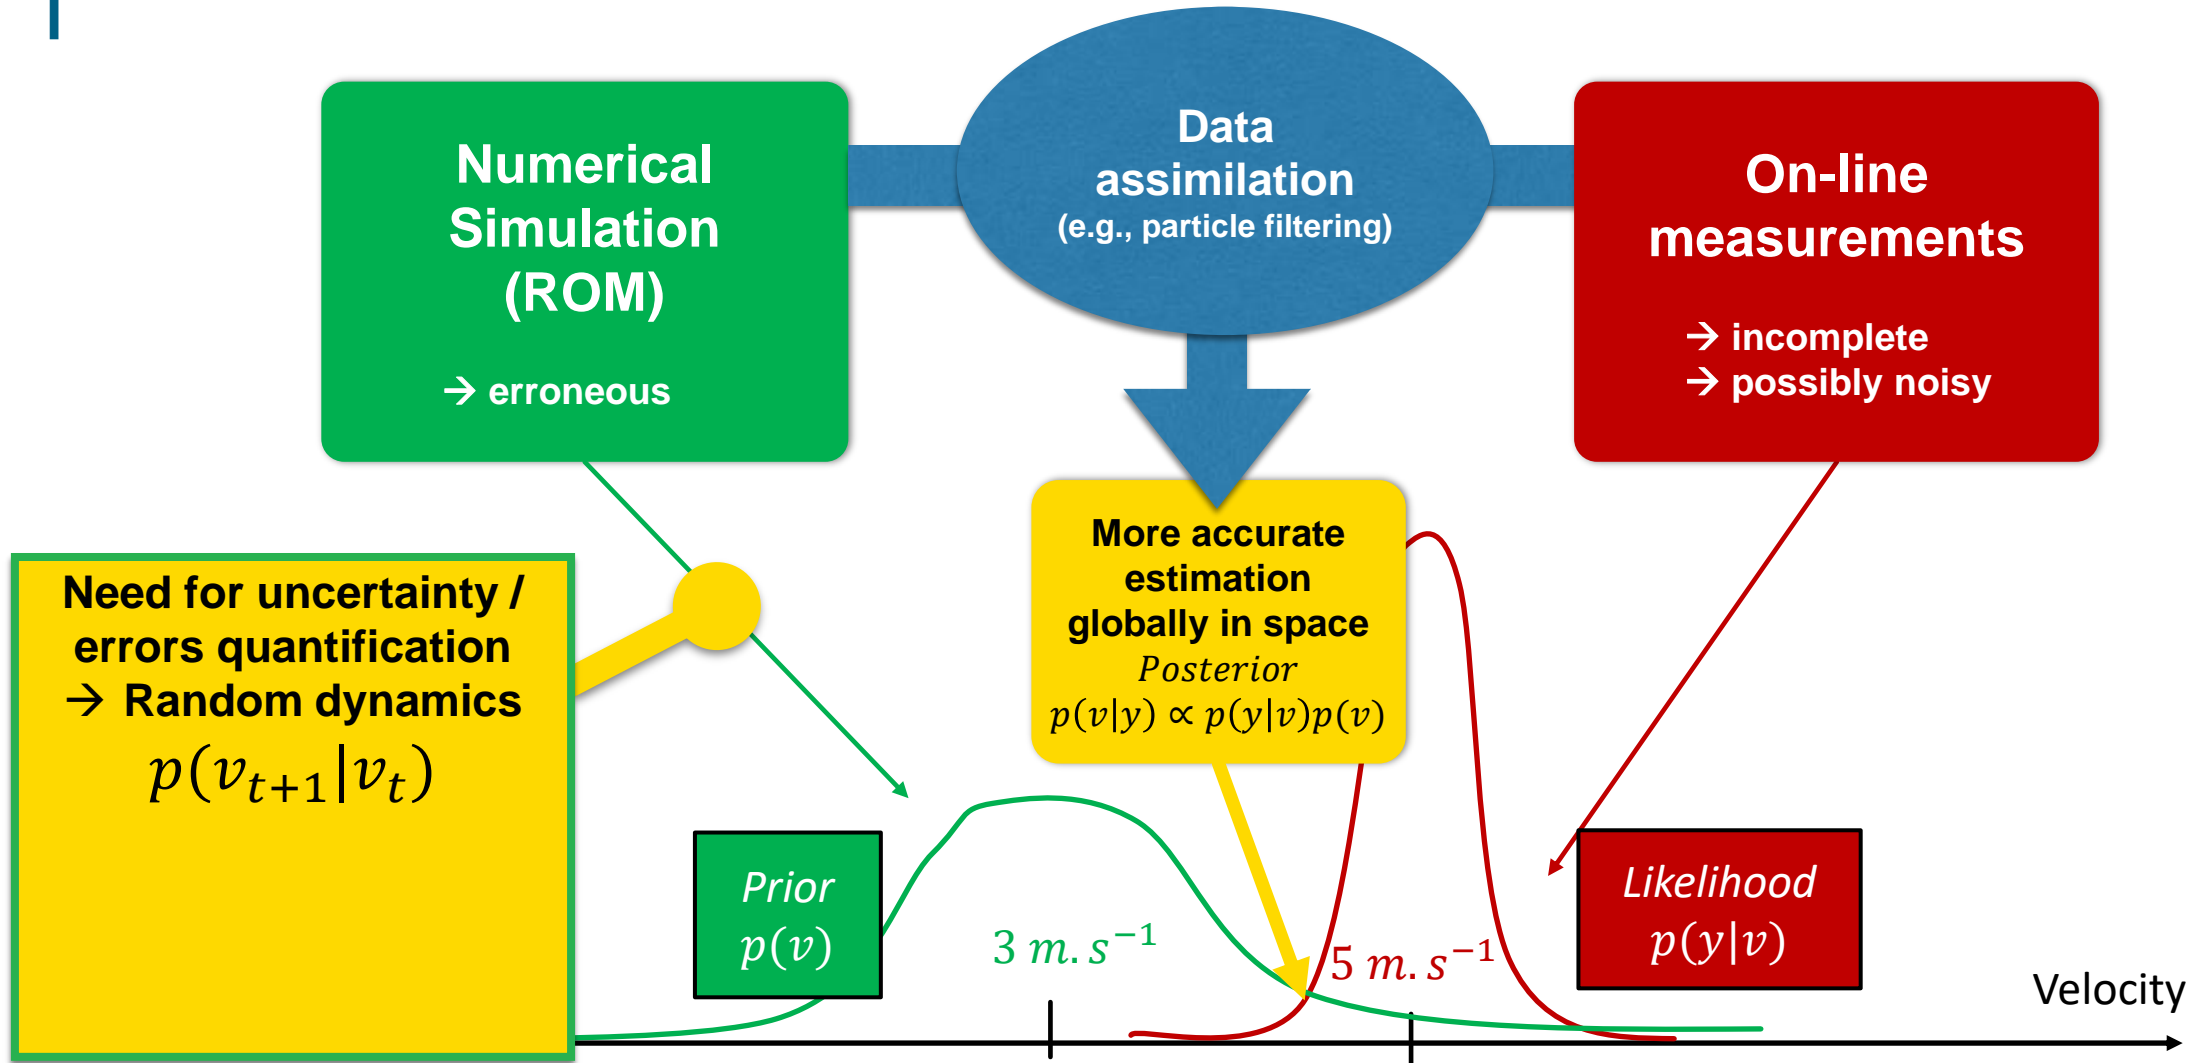 Numerical
Simulation
(ROM)
→ erroneous
Data
assimilation
(e.g., particle filtering)
On-line
measurements
→ incomplete
→ possibly noisy
Need for uncertainty /
errors quantification
→ Random dynamics
p(v_{t+1}|v_t)
More accurate
estimation
globally in space
Posterior
p(v|y) ∝ p(y|v)p(v)
Prior
p(v)
3 m.s⁻¹
5 m.s⁻¹
Likelihood
p(y|v)
Velocity